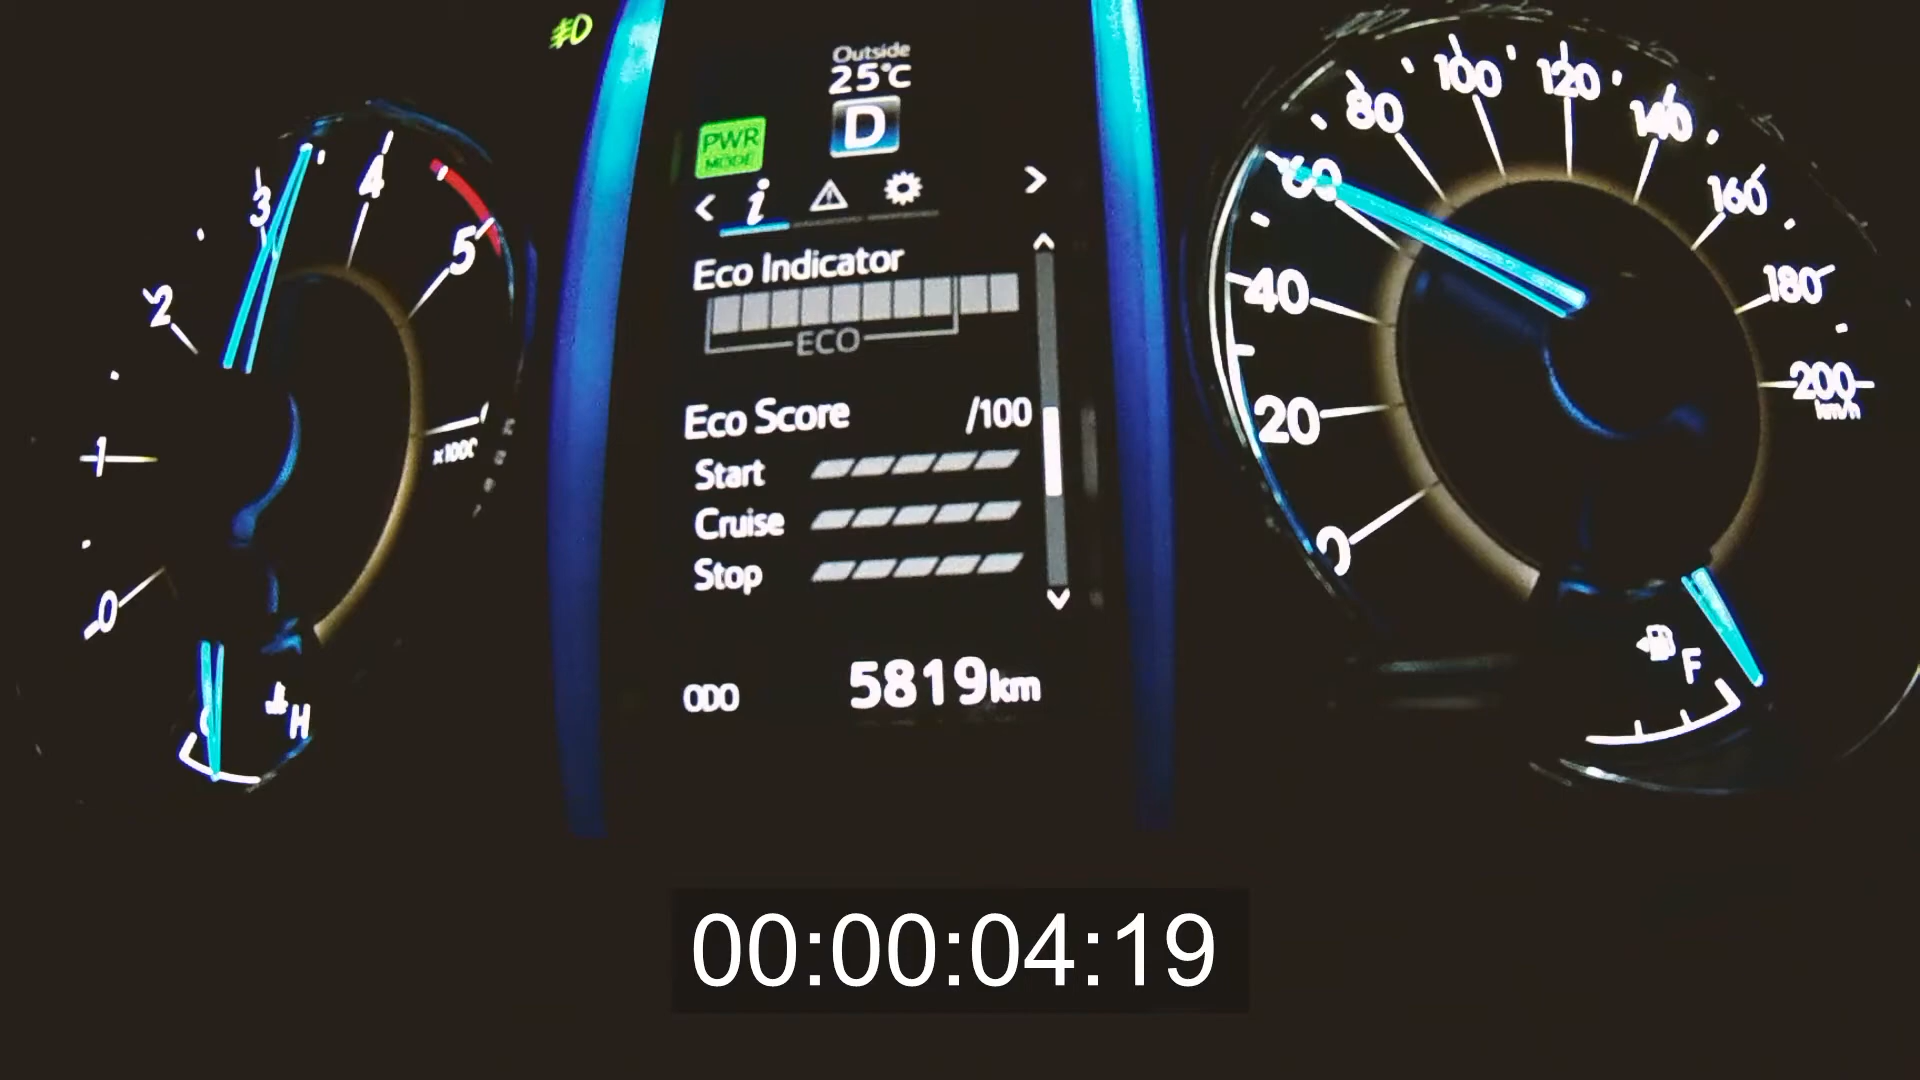 Outside
25°C
D
PWR
MODE
Eco Indicator
ECO
Eco Score /100
Start
Cruise
Stop
ODO 5819km
0
1
2
3
4
5
x1000
H
0
20
40
60
80
100
120
140
160
180
200
km/h
F
00:00:04:19